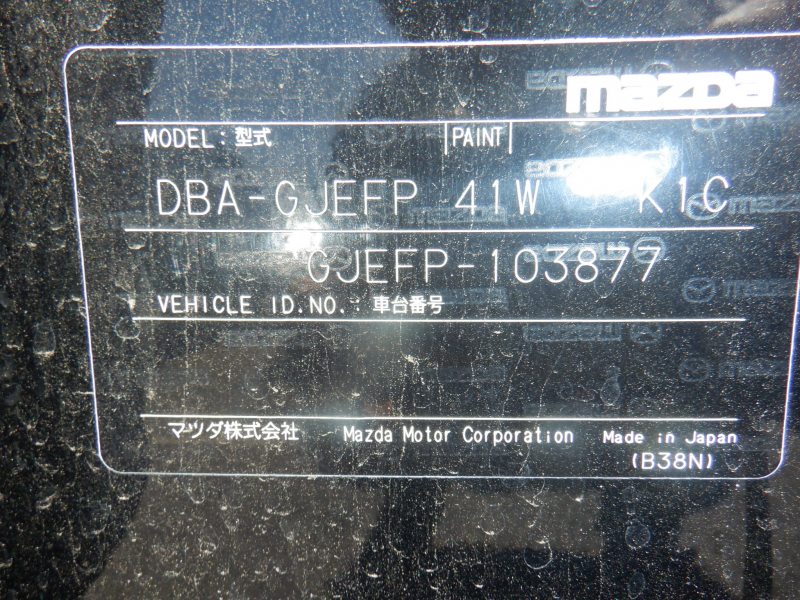 mazda
MODEL : 型式 PAINT
DBA-GJEFP 41W K1C
GJEFP-103877
VEHICLE ID.NO. : 車台番号
マツダ株式会社 Mazda Motor Corporation Made in Japan
(B38N)